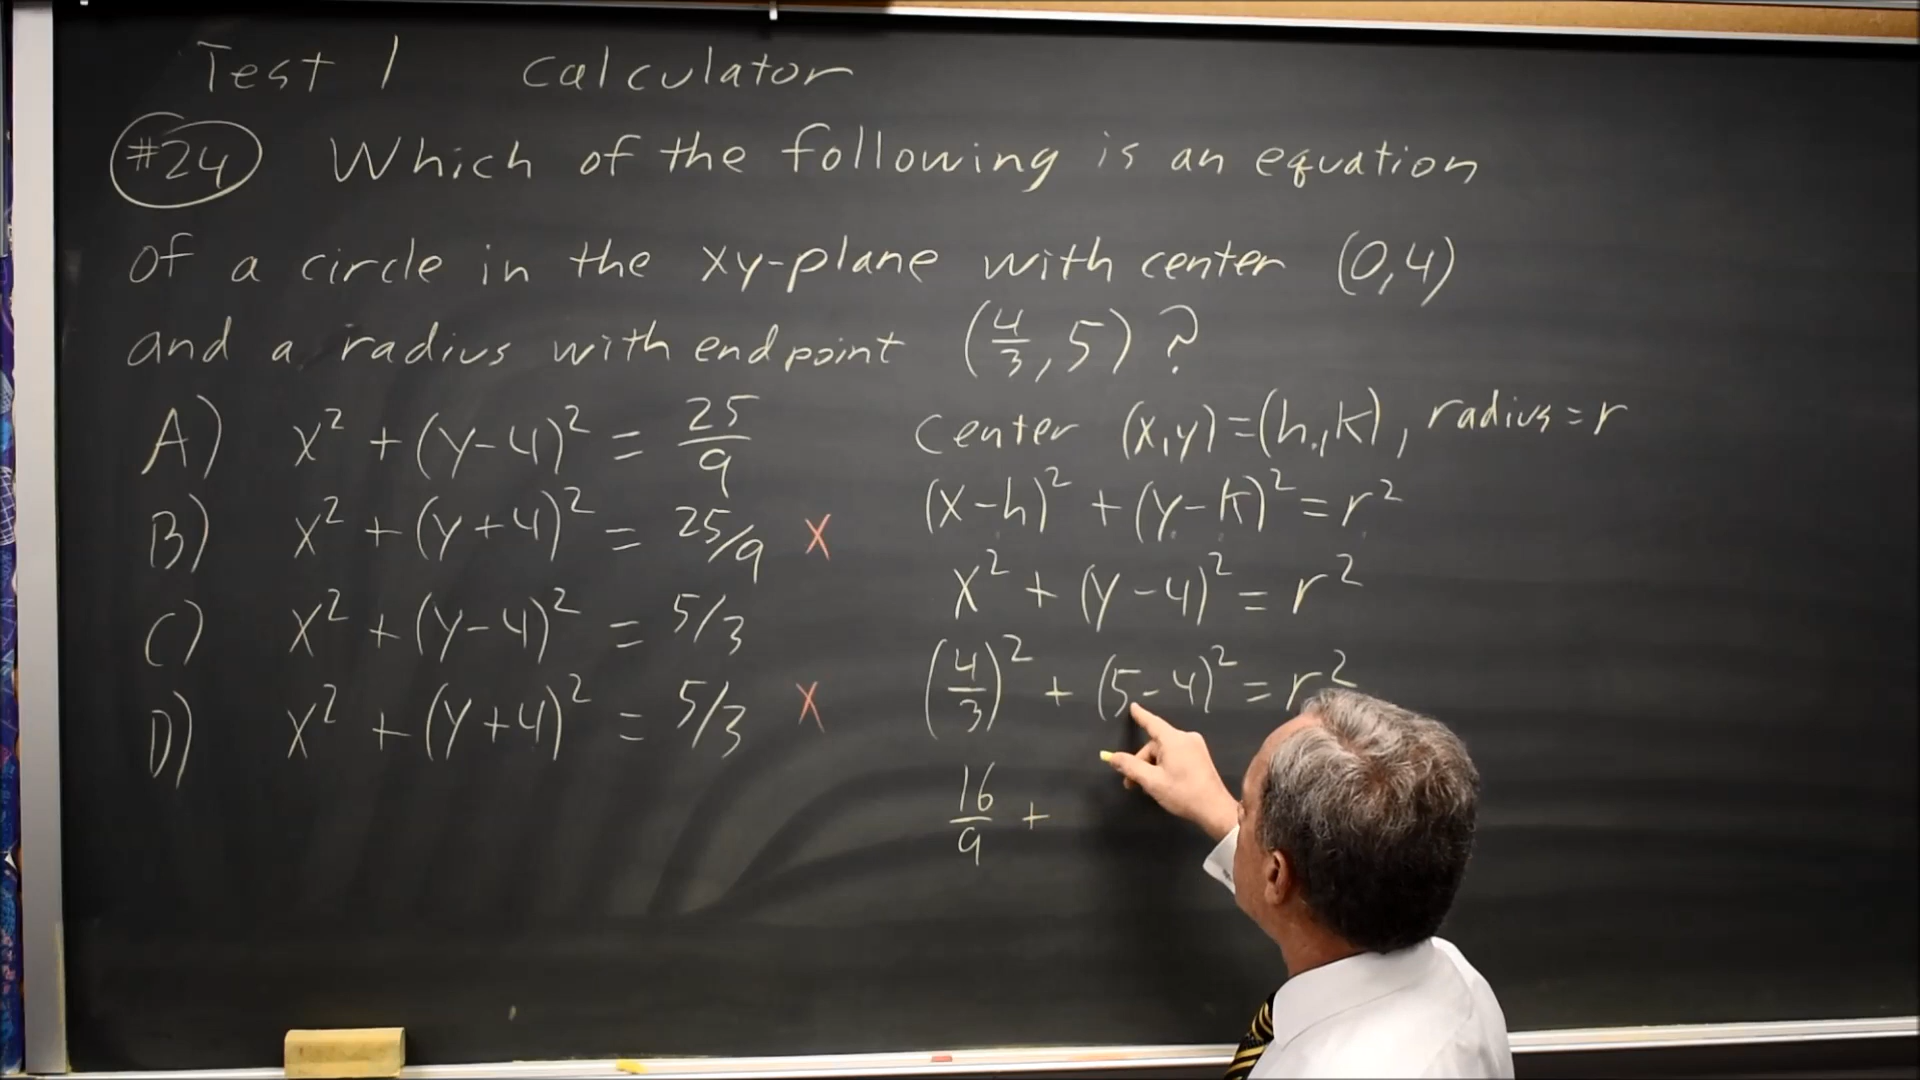 Test 1 Calculator
#24 Which of the following is an equation
of a circle in the xy-plane with center (0,4)
and a radius with endpoint (4/3, 5) ?
A) x² + (y-4)² = 25/9
B) x² + (y+4)² = 25/9 X
C) x² + (y-4)² = 5/3
D) x² + (y+4)² = 5/3 X
Center (x,y) = (h,k), radius = r
(x-h)² + (y-k)² = r²
x² + (y-4)² = r²
(4/3)² + (5-4)² = r²
16/9 +